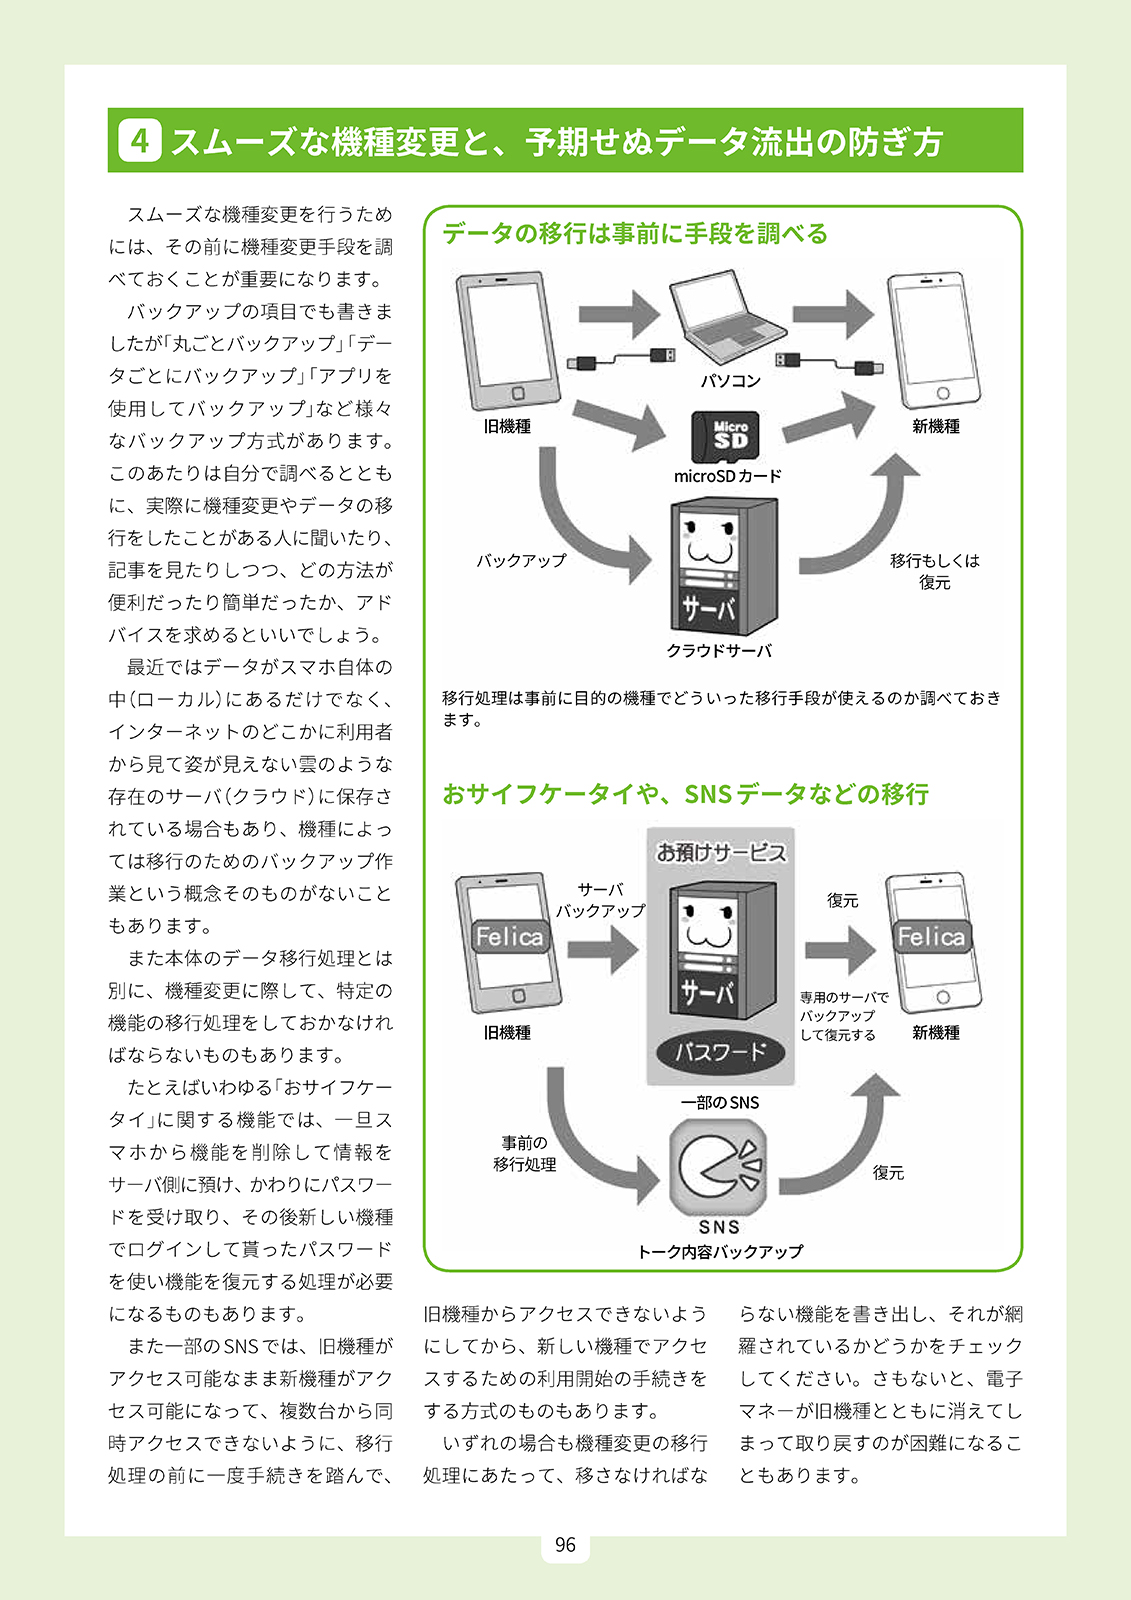 4 スムーズな機種変更と、予期せぬデータ流出の防ぎ方
　スムーズな機種変更を行うため
には、その前に機種変更手段を調
べておくことが重要になります。
　バックアップの項目でも書きま
したが「丸ごとバックアップ」「デー
タごとにバックアップ」「アプリを
使用してバックアップ」など様々
なバックアップ方式があります。
このあたりは自分で調べるととも
に、実際に機種変更やデータの移
行をしたことがある人に聞いたり、
記事を見たりしつつ、どの方法が
便利だったり簡単だったか、アド
バイスを求めるといいでしょう。
　最近ではデータがスマホ自体の
中（ローカル）にあるだけでなく、
インターネットのどこかに利用者
から見て姿が見えない雲のような
存在のサーバ（クラウド）に保存さ
れている場合もあり、機種によっ
ては移行のためのバックアップ作
業という概念そのものがないこと
もあります。
　また本体のデータ移行処理とは
別に、機種変更に際して、特定の
機能の移行処理をしておかなけれ
ばならないものもあります。
　たとえばいわゆる「おサイフケー
タイ」に関する機能では、一旦ス
マホから機能を削除して情報を
サーバ側に預け、かわりにパスワー
ドを受け取り、その後新しい機種
でログインして貰ったパスワード
を使い機能を復元する処理が必要
になるものもあります。
　また一部のSNSでは、旧機種が
アクセス可能なまま新機種がアク
セス可能になって、複数台から同
時アクセスできないように、移行
処理の前に一度手続きを踏んで、
データの移行は事前に手段を調べる
パソコン
旧機種
新機種
Micro
SD
microSDカード
バックアップ
移行もしくは
復元
サーバ
クラウドサーバ
移行処理は事前に目的の機種でどういった移行手段が使えるのか調べておき
ます。
おサイフケータイや、SNSデータなどの移行
お預けサービス
サーバ
バックアップ
復元
Felica
Felica
サーバ
専用のサーバで
バックアップ
して復元する
旧機種
新機種
パスワード
一部のSNS
事前の
移行処理
復元
SNS
トーク内容バックアップ
旧機種からアクセスできないよう
にしてから、新しい機種でアクセ
スするための利用開始の手続きを
する方式のものもあります。
　いずれの場合も機種変更の移行
処理にあたって、移さなければな
らない機能を書き出し、それが網
羅されているかどうかをチェック
してください。さもないと、電子
マネーが旧機種とともに消えてし
まって取り戻すのが困難になるこ
ともあります。
96